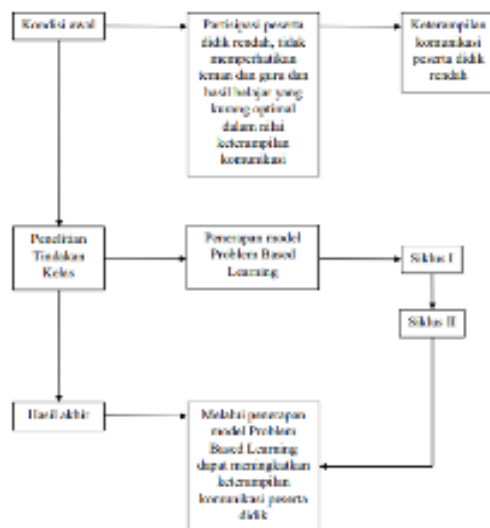 Kondisi awal
Partisipasi peserta
didik rendah, tidak
memperhatikan
teman dan guru dan
hasil belajar yang
kurang optimal
dalam nilai
keterampilan
komunikasi
Keterampilan
komunikasi
peserta didik
rendah
Penelitian
Tindakan
Kelas
Penerapan model
Problem Based
Learning
Siklus I
Siklus II
Hasil akhir
Melalui penerapan
model Problem
Based Learning
dapat meningkatkan
keterampilan
komunikasi peserta
didik